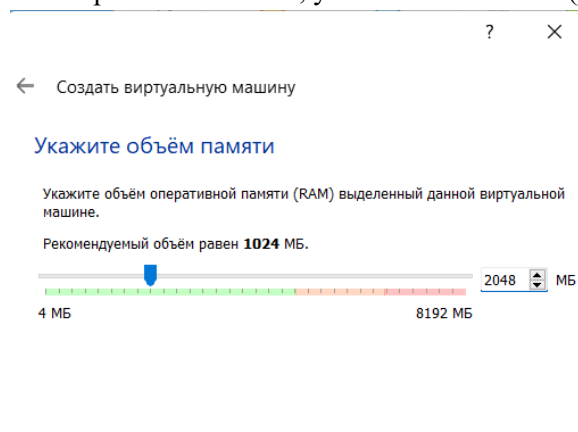 ?
Создать виртуальную машину
Укажите объём памяти
Укажите объём оперативной памяти (RAM) выделенный данной виртуальной
машине.
Рекомендуемый объём равен 1024 МБ.
2048 МБ
4 МБ 8192 МБ